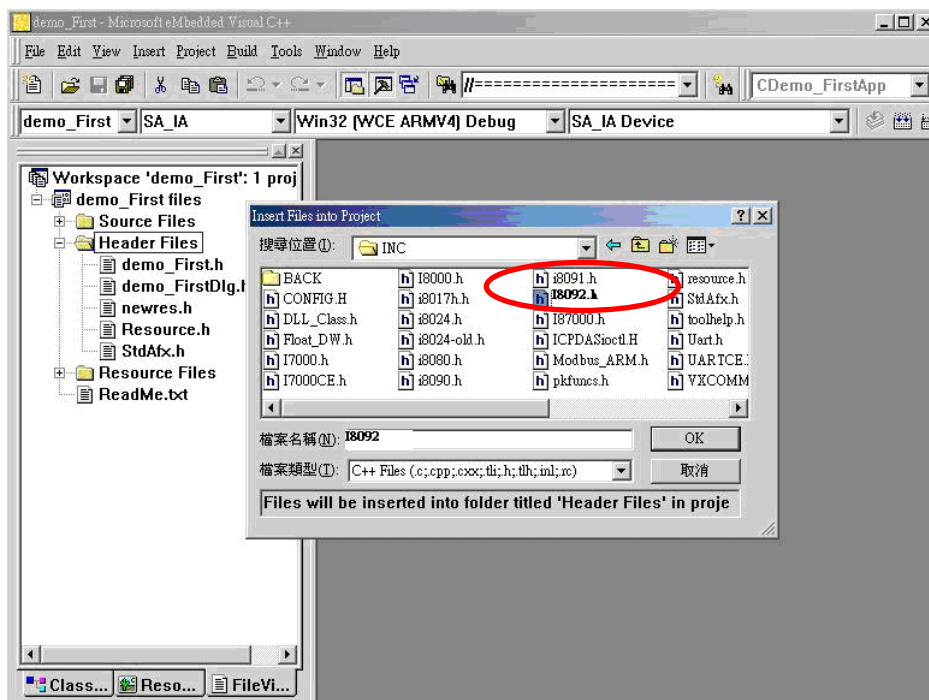 demo_First - Microsoft eMbedded Visual C++
File Edit View Insert Project Build Tools Window Help
//======================
CDemo_FirstApp
demo_First SA_IA Win32 (WCE ARMV4) Debug SA_IA Device
Workspace 'demo_First': 1 proj
demo_First files
Source Files
Header Files
demo_First.h
demo_FirstDlg.h
newres.h
Resource.h
StdAfx.h
Resource Files
ReadMe.txt
Class... Reso... FileVi...
Insert Files into Project
搜尋位置(I): INC
BACK I8000.h i8091.h resource.h
CONFIG.H i8017h.h I8092.h StdAfx.h
DLL_Class.h i8024.h I87000.h toolhelp.h
Float_DW.h i8024-old.h ICPDASioctl.H Uart.h
I7000.h i8080.h Modbus_ARM.h UARTCE.
I7000CE.h i8090.h pkfuncs.h VXCOMM
檔案名稱(N): I8092 OK
檔案類型(T): C++ Files (.c;.cpp;.cxx;.tli;.h;.tlh;.inl;.rc) 取消
Files will be inserted into folder titled 'Header Files' in proje